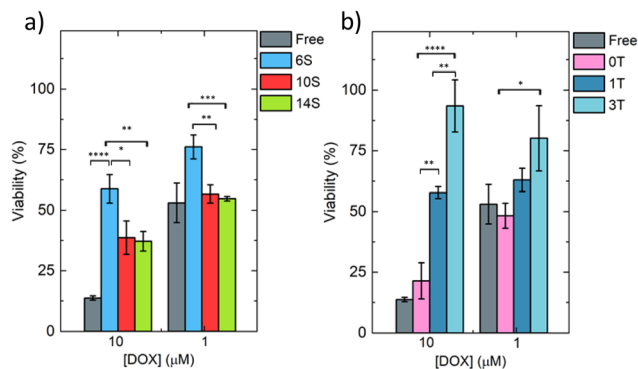 a)
Free
6S
10S
14S
100
75
50
25
0
Viability (%)
****
**
*
***
**
10
1
[DOX] (μM)
b)
Free
0T
1T
3T
100
75
50
25
0
Viability (%)
****
**
**
*
10
1
[DOX] (μM)